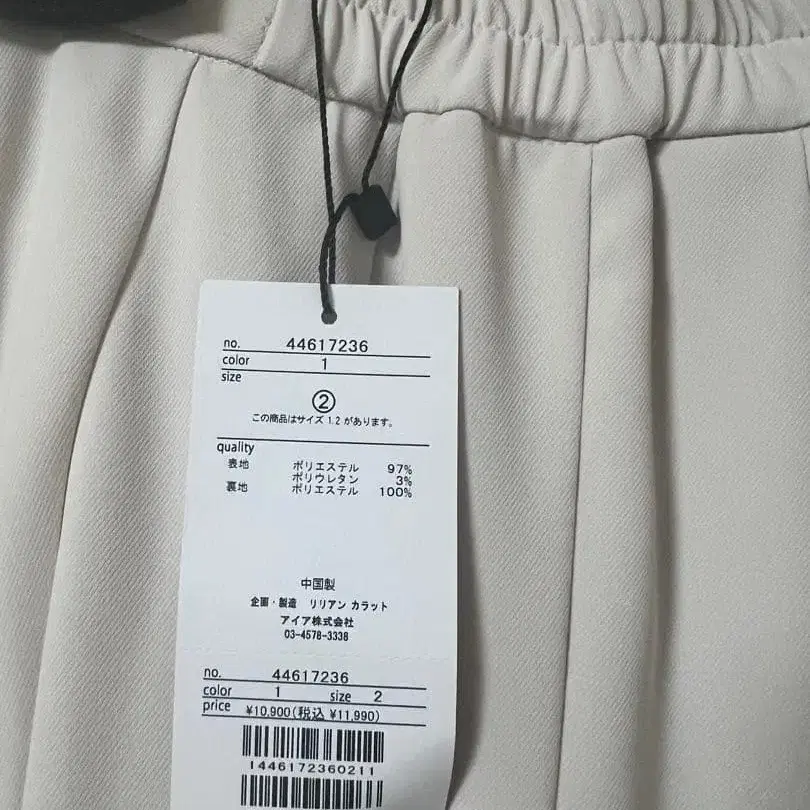 no. 44617236
color 1
size
②
この商品はサイズ 1.2 があります。
quality
表地 ポリエステル 97%
ポリウレタン 3%
裏地 ポリエステル 100%
中国製
企画・製造 リリアン カラット
アイア株式会社
03-4578-3338
no. 44617236
color 1 size 2
price ¥10,900(税込 ¥11,990)
1446172360211